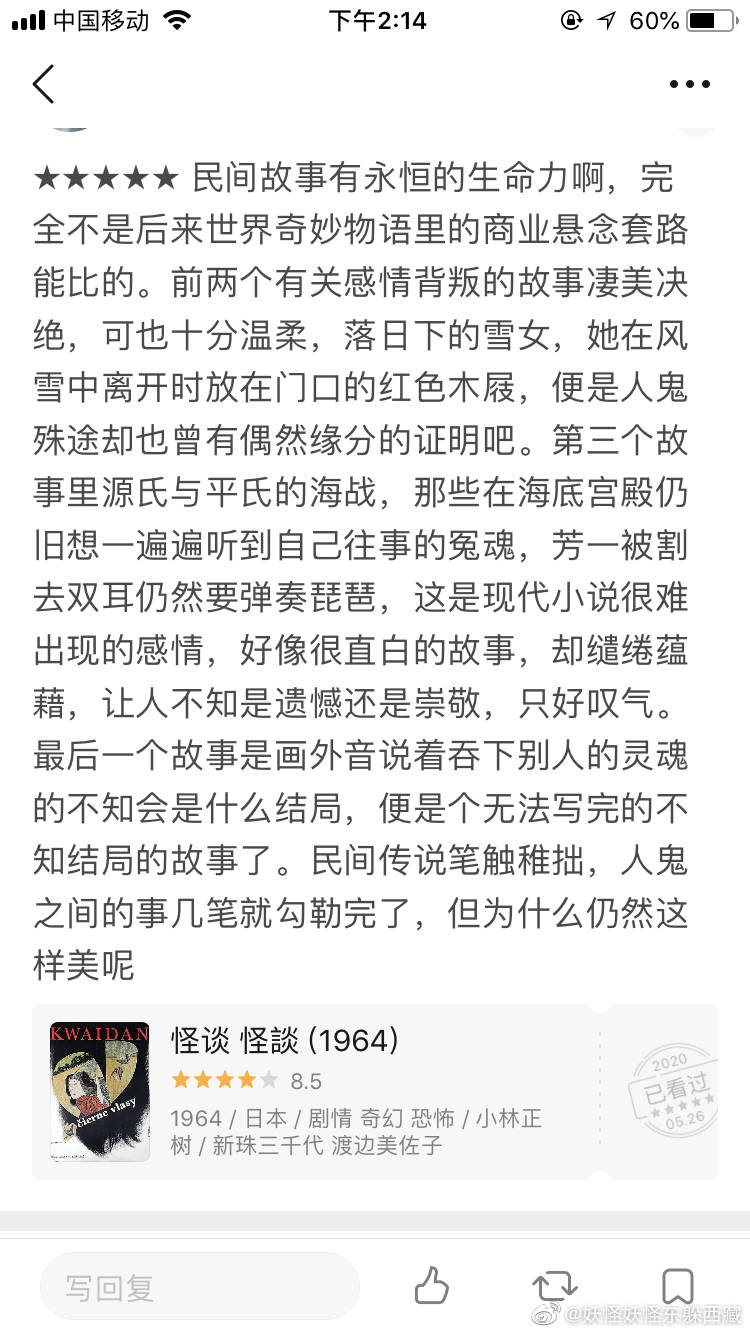 中国移动 下午2:14 60%
★★★★★ 民间故事有永恒的生命力啊，完
全不是后来世界奇妙物语里的商业悬念套路
能比的。前两个有关感情背叛的故事凄美决
绝，可也十分温柔，落日下的雪女，她在风
雪中离开时放在门口的红色木屐，便是人鬼
殊途却也曾有偶然缘分的证明吧。第三个故
事里源氏与平氏的海战，那些在海底宫殿仍
旧想一遍遍听到自己往事的冤魂，芳一被割
去双耳仍然要弹奏琵琶，这是现代小说很难
出现的感情，好像很直白的故事，却缱绻蕴
藉，让人不知是遗憾还是崇敬，只好叹气。
最后一个故事是画外音说着吞下别人的灵魂
的不知会是什么结局，便是个无法写完的不
知结局的故事了。民间传说笔触稚拙，人鬼
之间的事几笔就勾勒完了，但为什么仍然这
样美呢
KWAIDAN
čierne vlasy
怪谈 怪談 (1964)
8.5
1964 / 日本 / 剧情 奇幻 恐怖 / 小林正
树 / 新珠三千代 渡边美佐子
2020
已看过
★★★★★
05.26
写回复
@妖怪妖怪东躲西藏